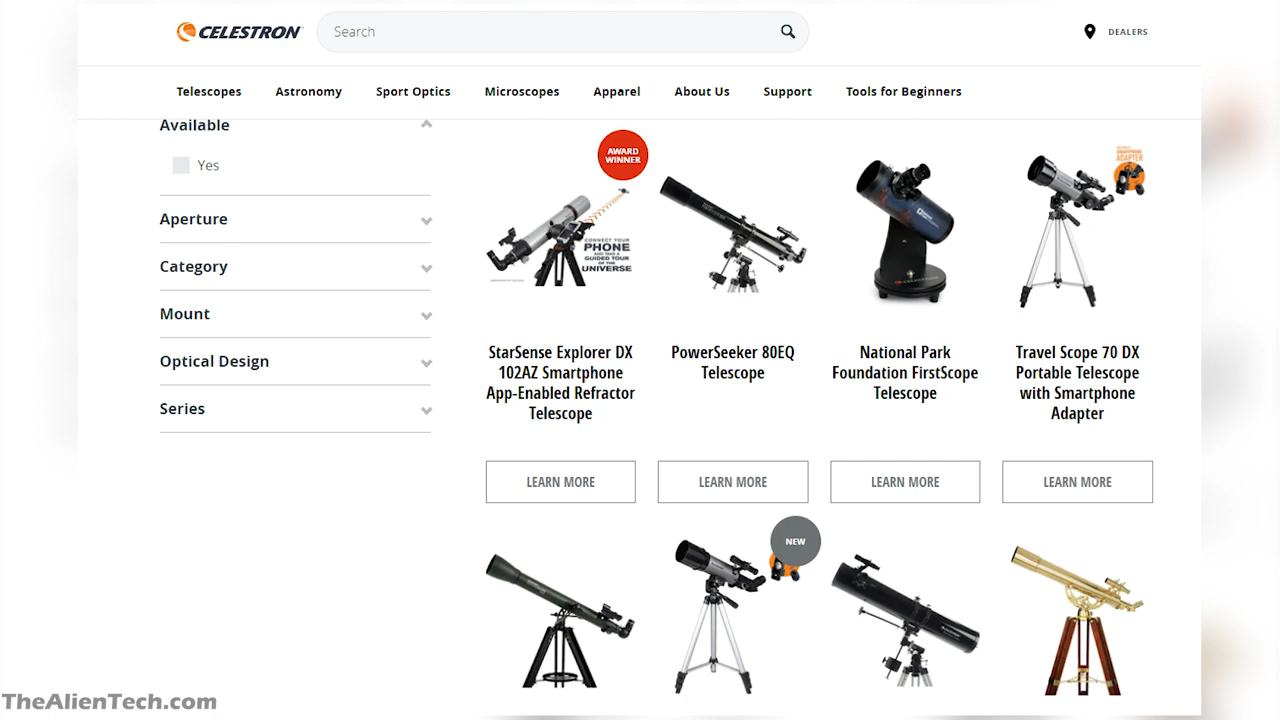 CELESTRON
Search
DEALERS
Telescopes Astronomy Sport Optics Microscopes Apparel About Us Support Tools for Beginners
Available
Yes
Aperture
Category
Mount
Optical Design
Series
AWARD
WINNER
CONNECT YOUR
PHONE
AND TAKE A
GUIDED TOUR
OF THE
UNIVERSE
SMARTPHONE
ADAPTER
StarSense Explorer DX
102AZ Smartphone
App-Enabled Refractor
Telescope
PowerSeeker 80EQ
Telescope
National Park
Foundation FirstScope
Telescope
Travel Scope 70 DX
Portable Telescope
with Smartphone
Adapter
LEARN MORE
LEARN MORE
LEARN MORE
LEARN MORE
NEW
TheAlienTech.com